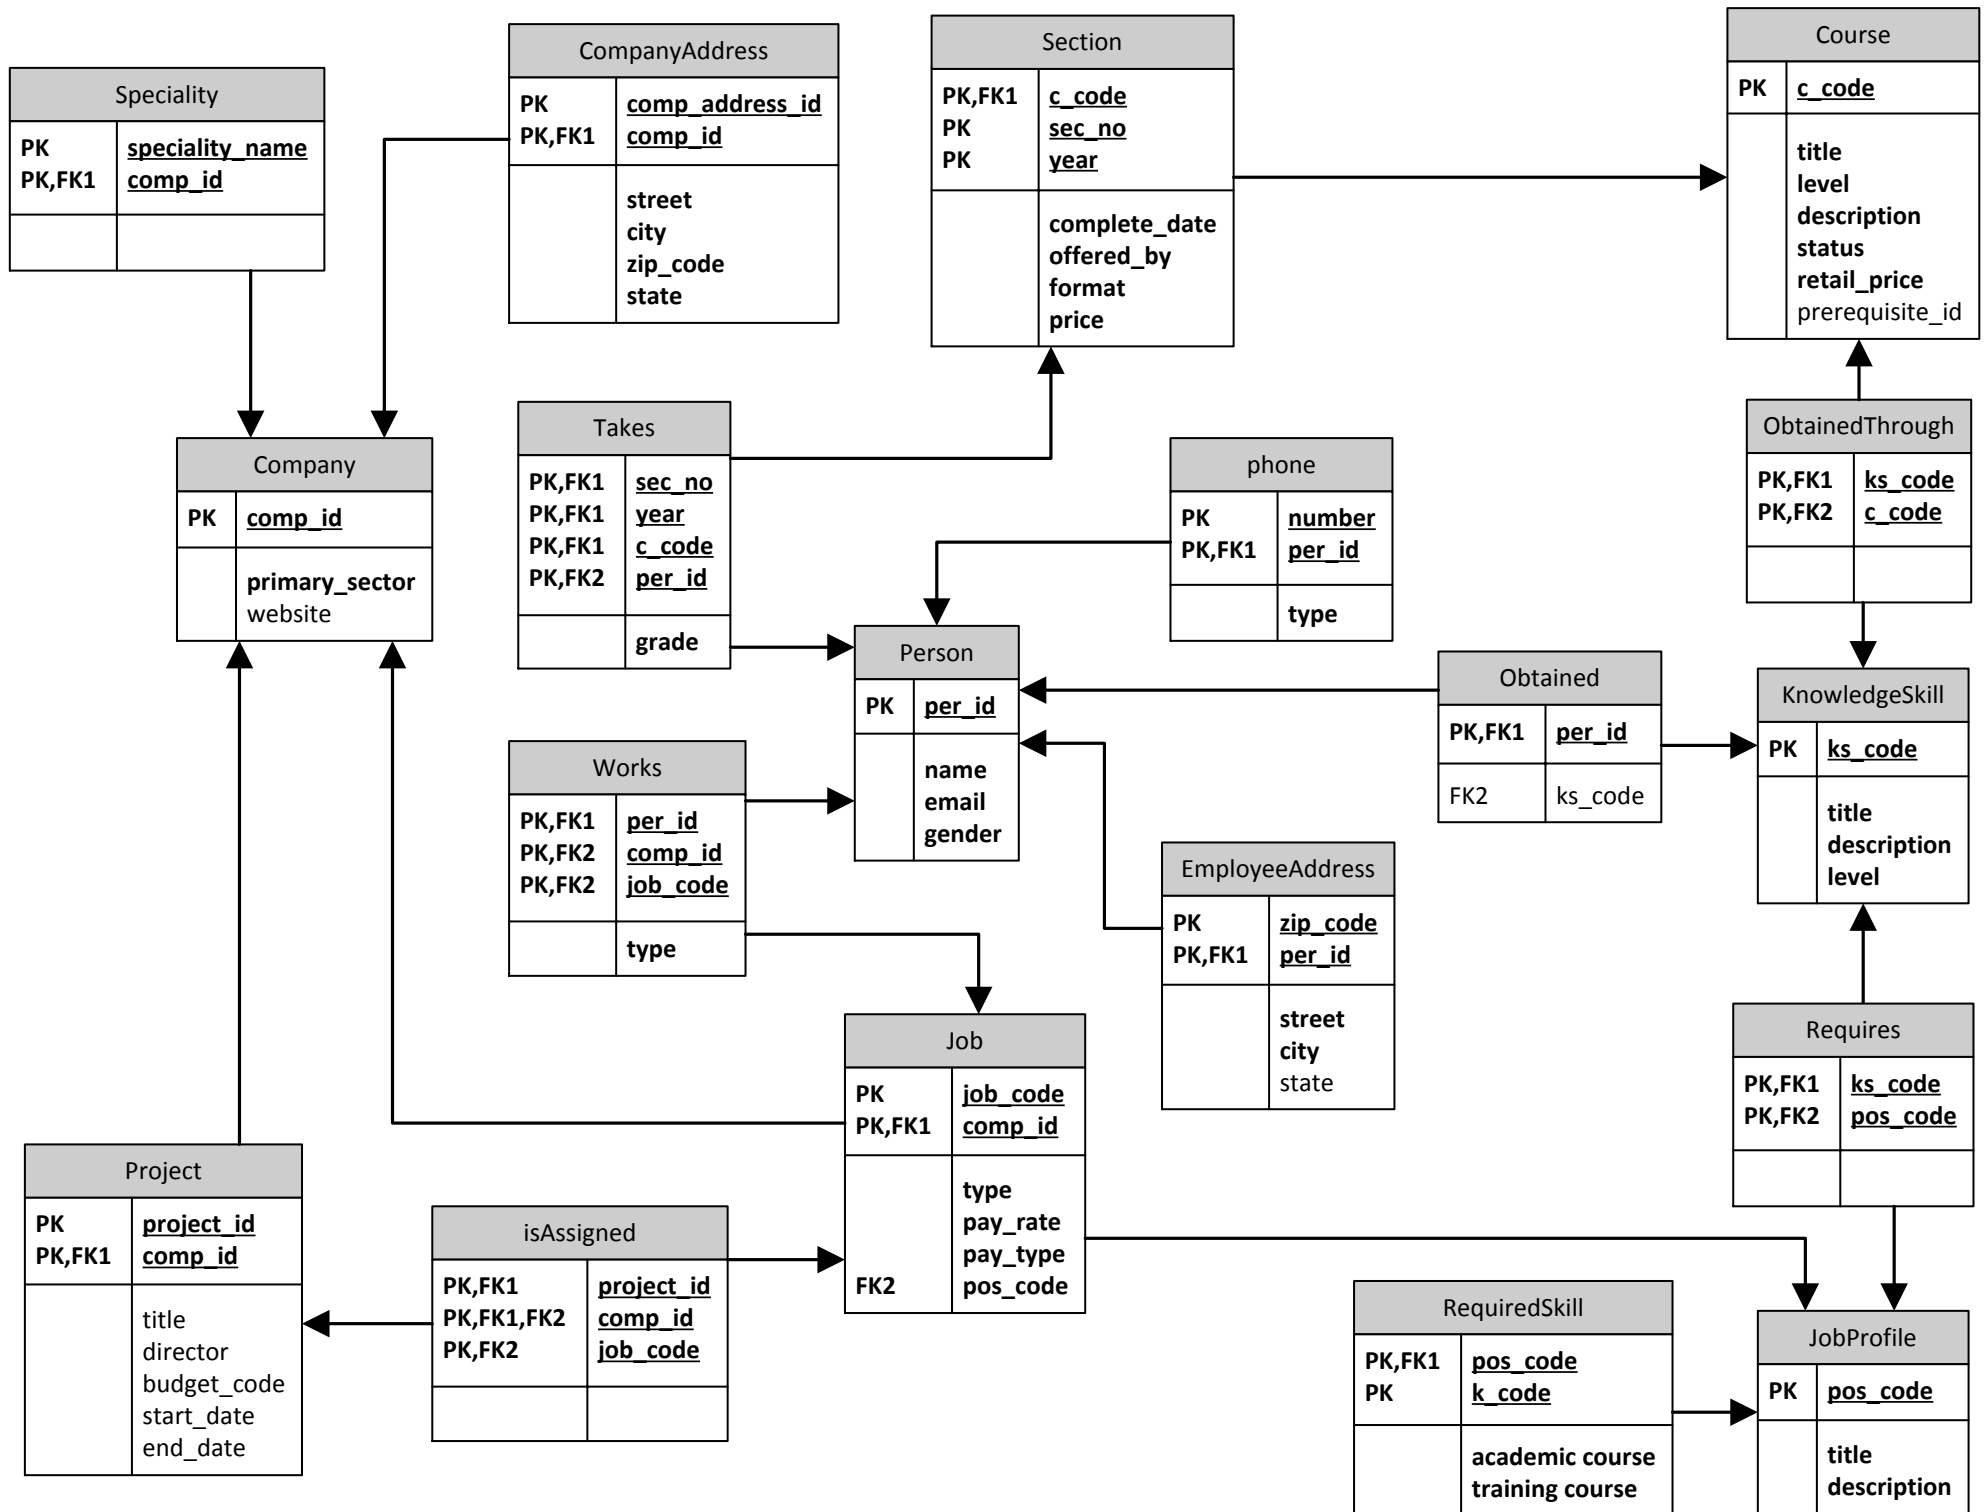 Speciality
PK speciality_name
PK,FK1 comp_id
CompanyAddress
PK comp_address_id
PK,FK1 comp_id
street
city
zip_code
state
Section
PK,FK1 c_code
PK sec_no
PK year
complete_date
offered_by
format
price
Course
PK c_code
title
level
description
status
retail_price
prerequisite_id
Company
PK comp_id
primary_sector
website
Takes
PK,FK1 sec_no
PK,FK1 year
PK,FK1 c_code
PK,FK2 per_id
grade
phone
PK number
PK,FK1 per_id
type
ObtainedThrough
PK,FK1 ks_code
PK,FK2 c_code
Person
PK per_id
name
email
gender
Obtained
PK,FK1 per_id
FK2 ks_code
KnowledgeSkill
PK ks_code
title
description
level
Works
PK,FK1 per_id
PK,FK2 comp_id
PK,FK2 job_code
type
EmployeeAddress
PK zip_code
PK,FK1 per_id
street
city
state
Job
PK job_code
PK,FK1 comp_id
type
pay_rate
pay_type
FK2 pos_code
Requires
PK,FK1 ks_code
PK,FK2 pos_code
Project
PK project_id
PK,FK1 comp_id
title
director
budget_code
start_date
end_date
isAssigned
PK,FK1 project_id
PK,FK1,FK2 comp_id
PK,FK2 job_code
RequiredSkill
PK,FK1 pos_code
PK k_code
academic course
training course
JobProfile
PK pos_code
title
description